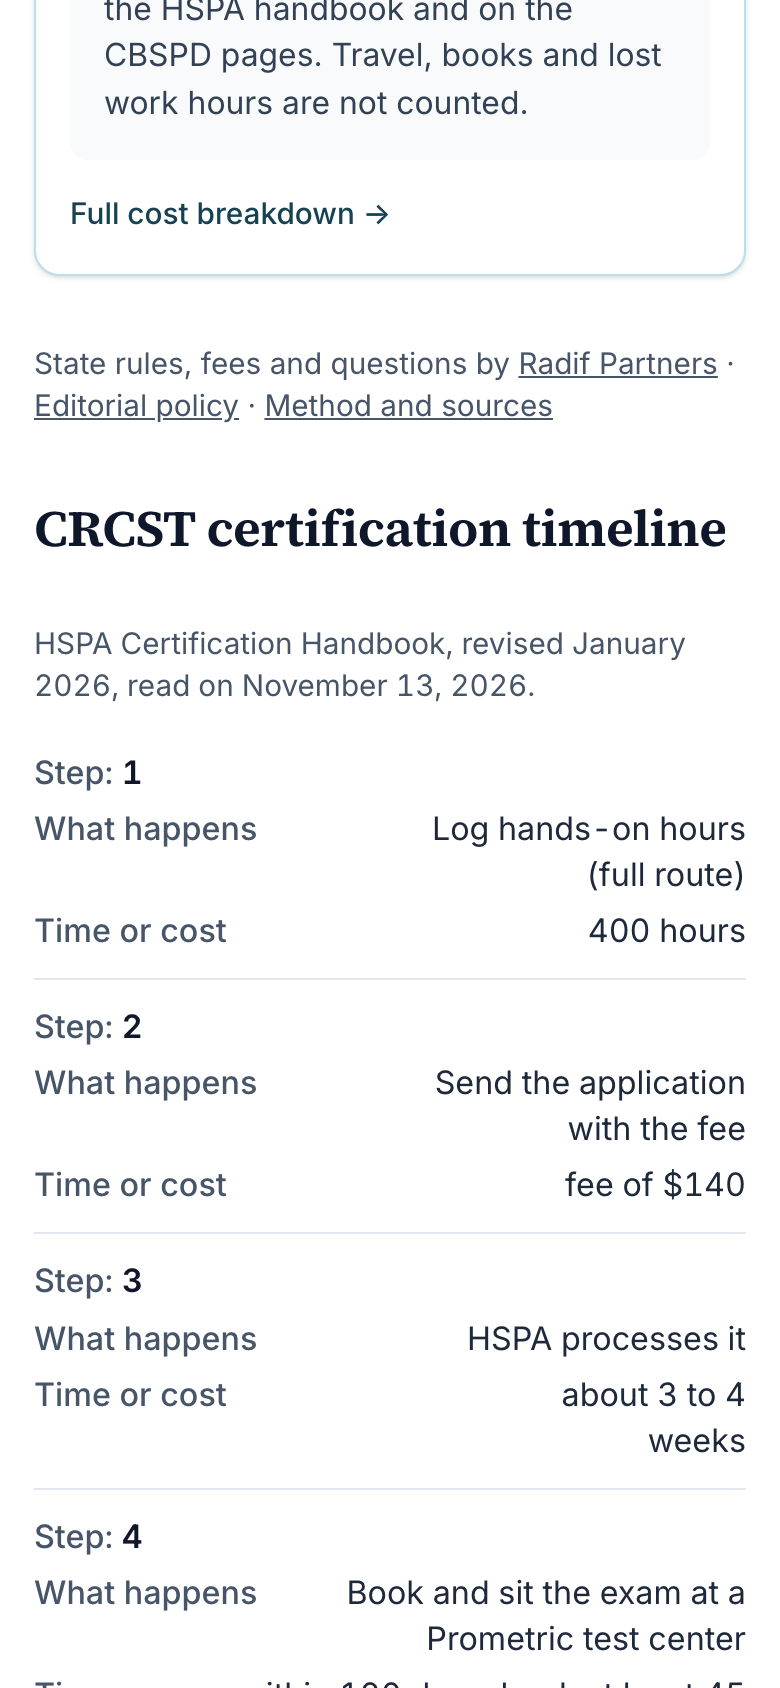 the HSPA handbook and on the
CBSPD pages. Travel, books and lost
work hours are not counted.
Full cost breakdown →
State rules, fees and questions by Radif Partners ·
Editorial policy · Method and sources
CRCST certification timeline
HSPA Certification Handbook, revised January
2026, read on November 13, 2026.
Step: 1
What happens Log hands-on hours
(full route)
Time or cost 400 hours
Step: 2
What happens Send the application
with the fee
Time or cost fee of $140
Step: 3
What happens HSPA processes it
Time or cost about 3 to 4
weeks
Step: 4
What happens Book and sit the exam at a
Prometric test center